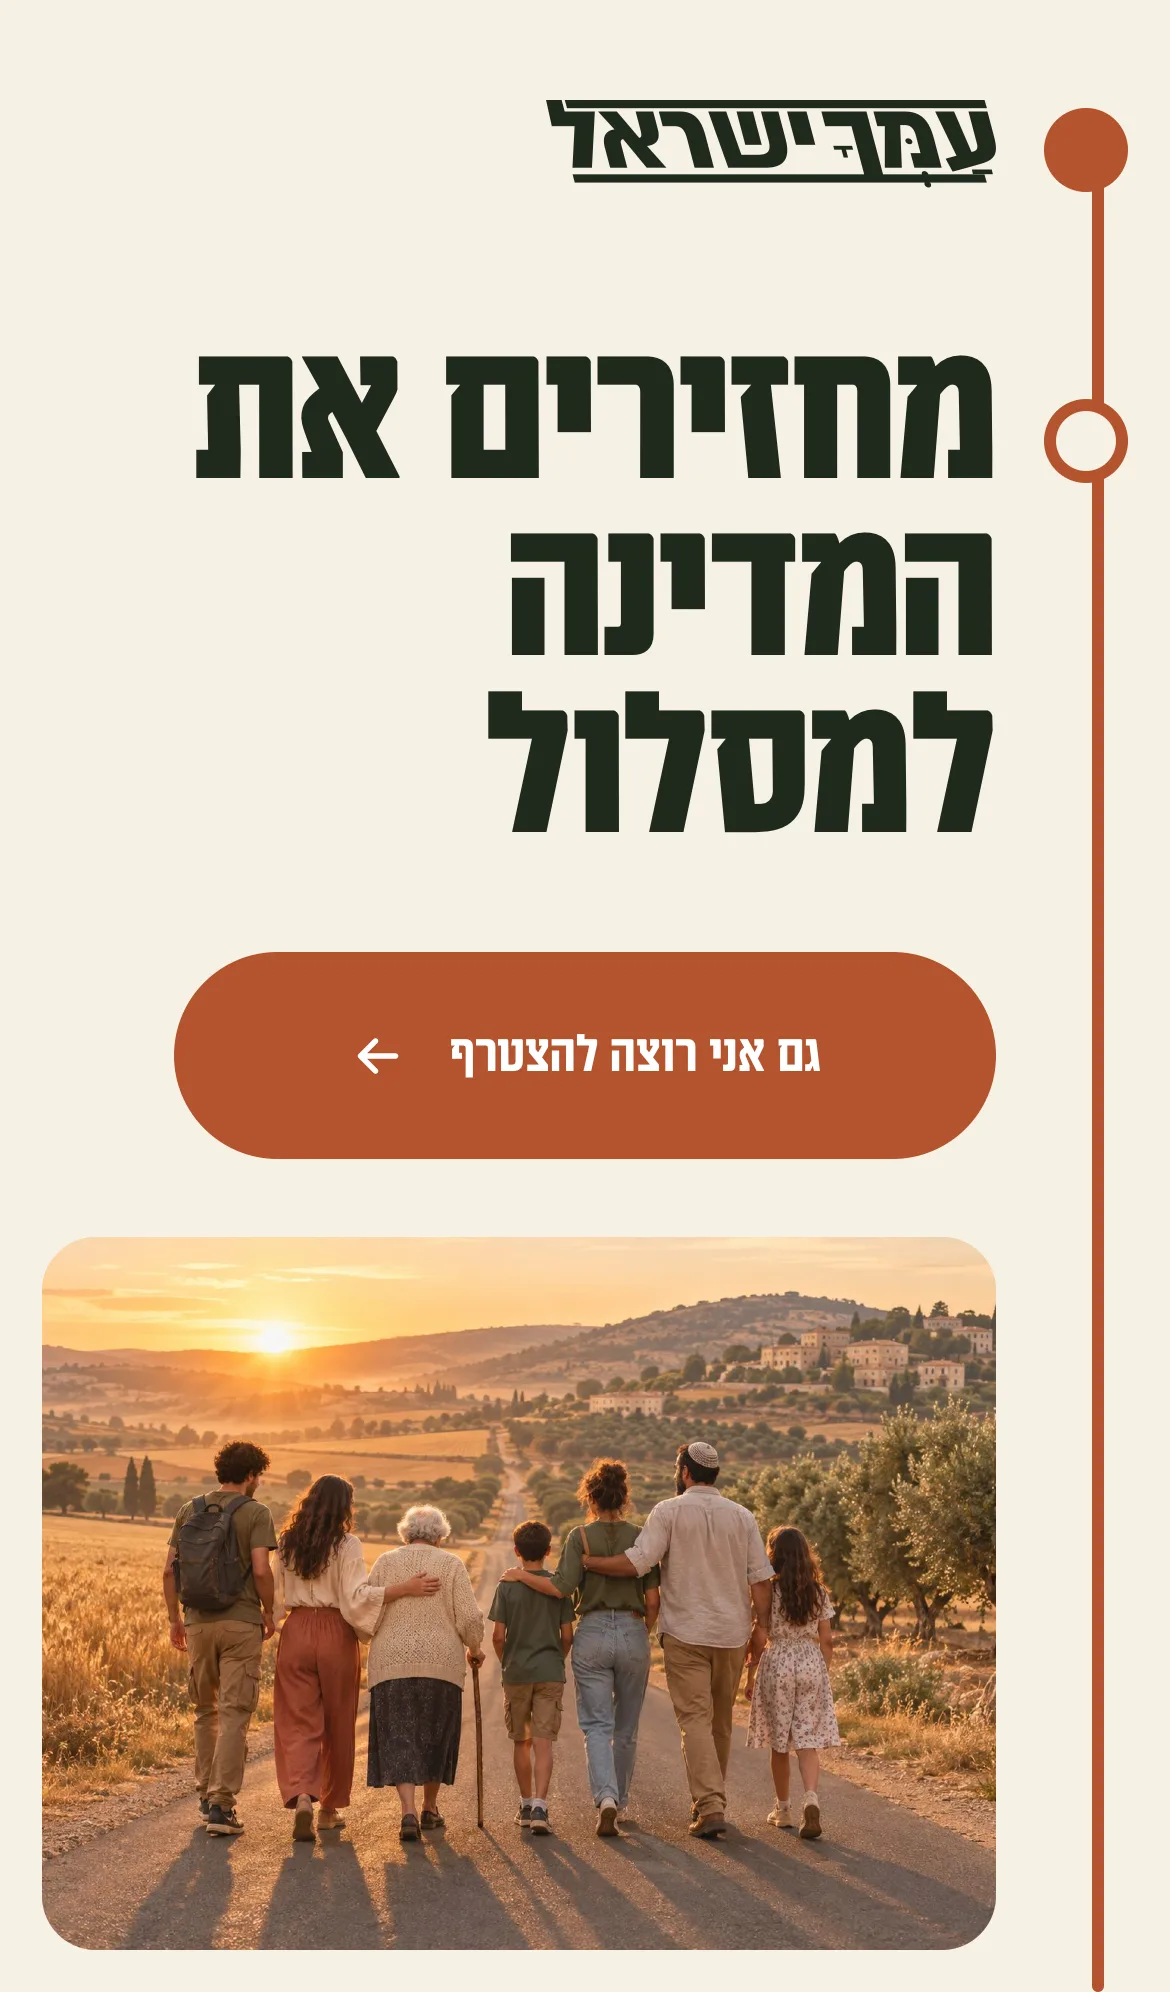 עַמְּךָ ישראל
מחזירים את
המדינה
למסלול
גם אני רוצה להצטרף ←